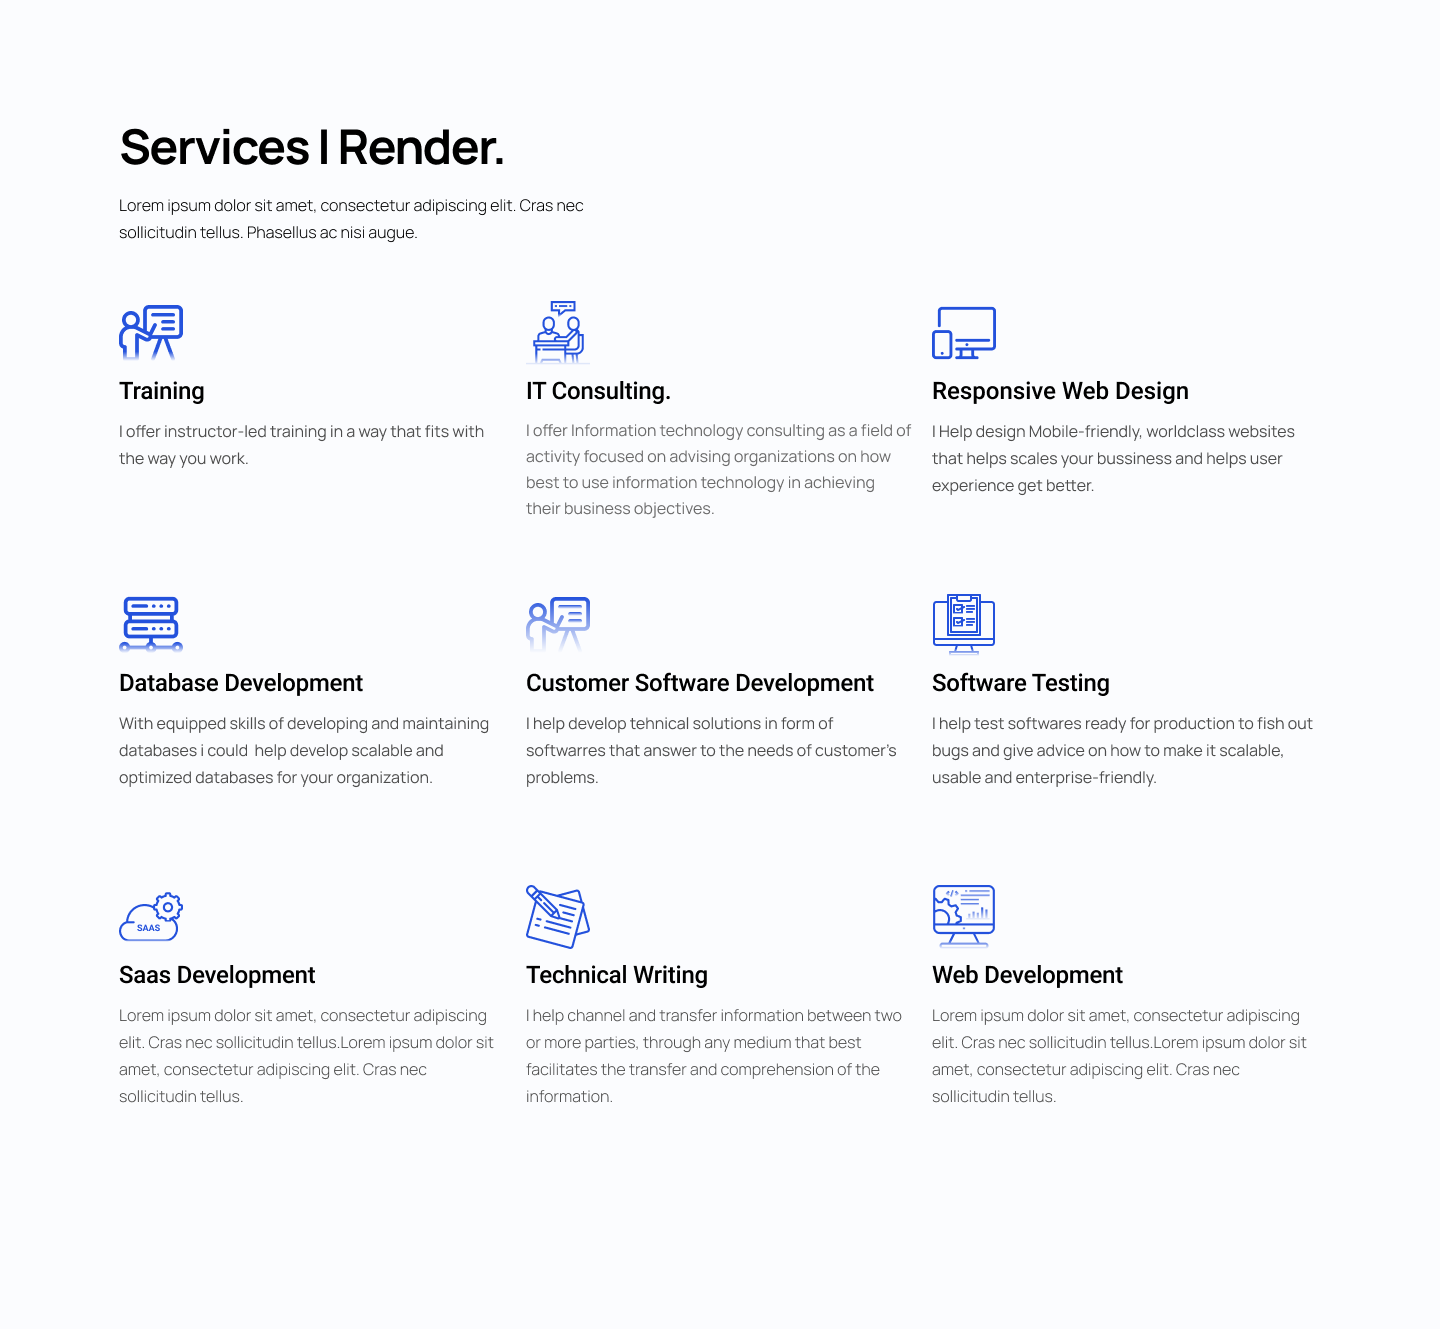 Services I Render.
Lorem ipsum dolor sit amet, consectetur adipiscing elit. Cras nec
sollicitudin tellus. Phasellus ac nisi augue.
Training
I offer instructor-led training in a way that fits with
the way you work.
IT Consulting.
I offer Information technology consulting as a field of
activity focused on advising organizations on how
best to use information technology in achieving
their business objectives.
Responsive Web Design
I Help design Mobile-friendly, worldclass websites
that helps scales your bussiness and helps user
experience get better.
Database Development
With equipped skills of developing and maintaining
databases i could  help develop scalable and
optimized databases for your organization.
Customer Software Development
I help develop tehnical solutions in form of
softwarres that answer to the needs of customer's
problems.
Software Testing
I help test softwares ready for production to fish out
bugs and give advice on how to make it scalable,
usable and enterprise-friendly.
SAAS
Saas Development
Lorem ipsum dolor sit amet, consectetur adipiscing
elit. Cras nec sollicitudin tellus.Lorem ipsum dolor sit
amet, consectetur adipiscing elit. Cras nec
sollicitudin tellus.
Technical Writing
I help channel and transfer information between two
or more parties, through any medium that best
facilitates the transfer and comprehension of the
information.
Web Development
Lorem ipsum dolor sit amet, consectetur adipiscing
elit. Cras nec sollicitudin tellus.Lorem ipsum dolor sit
amet, consectetur adipiscing elit. Cras nec
sollicitudin tellus.